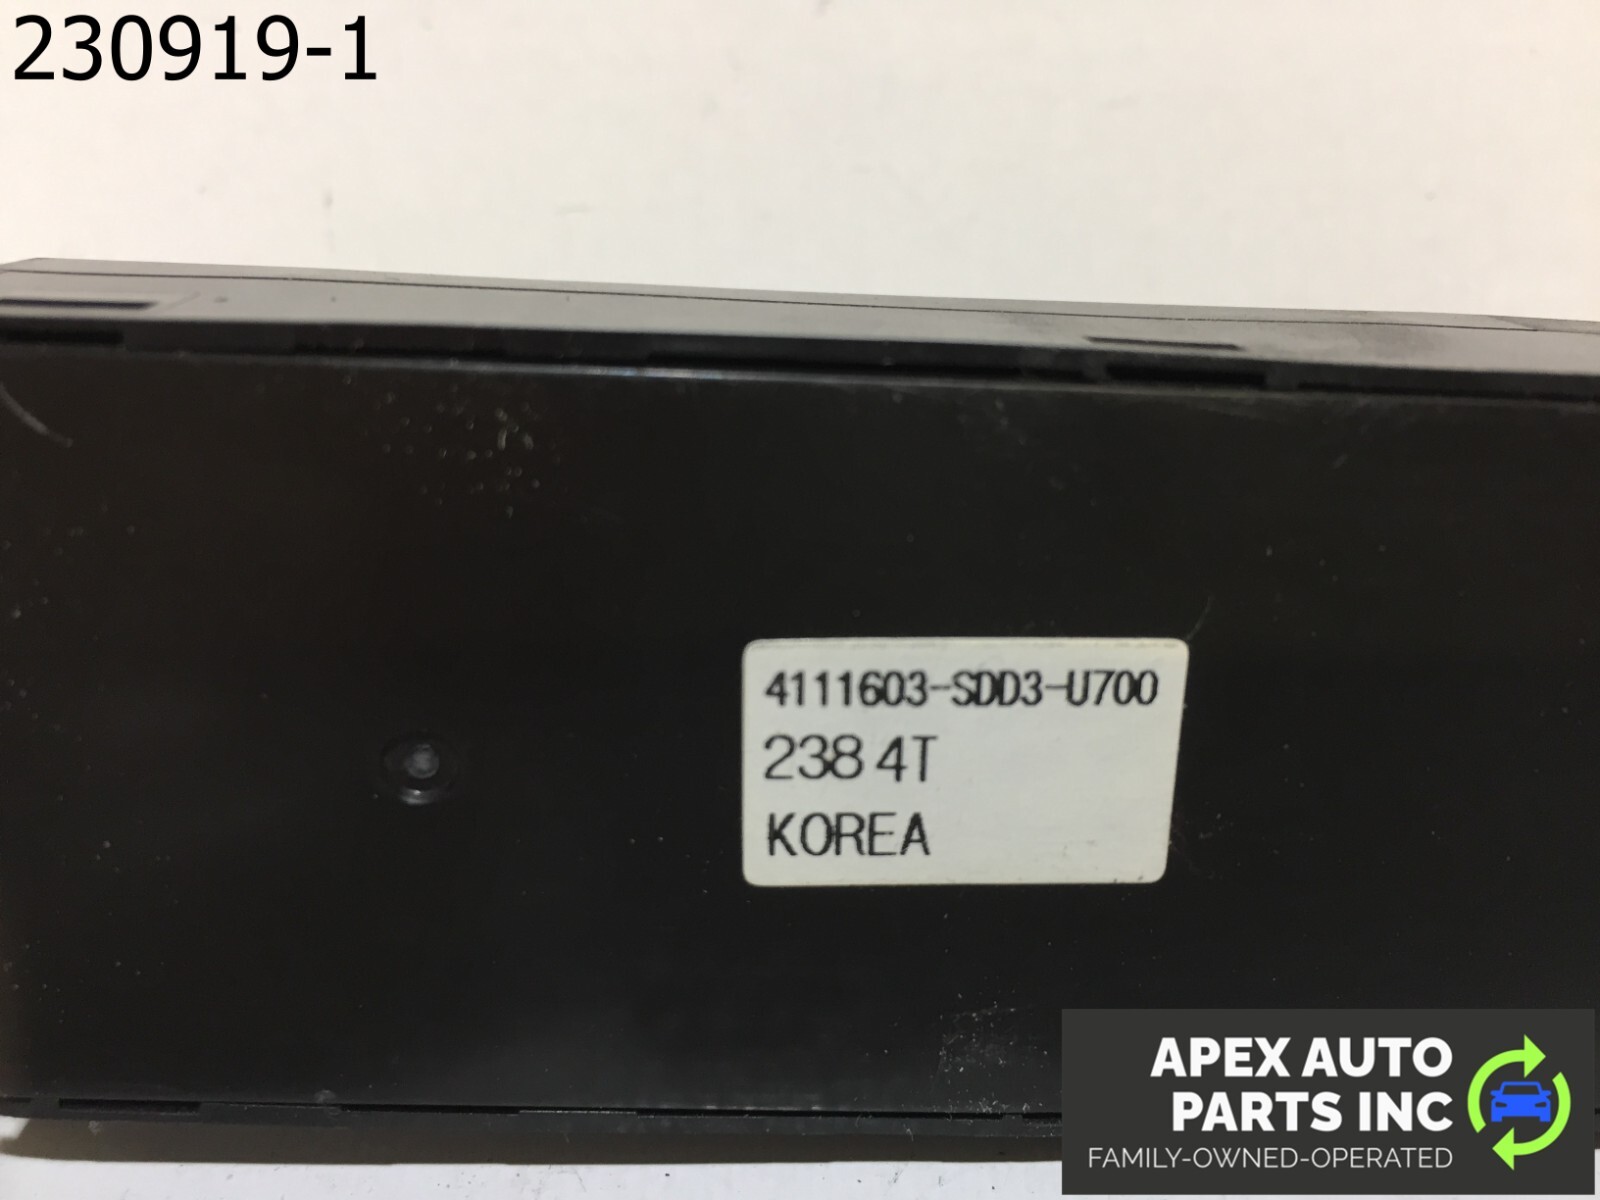 230919-1
4111603-SDD3-U700
238 4T
KOREA
APEX AUTO
PARTS INC
FAMILY-OWNED-OPERATED